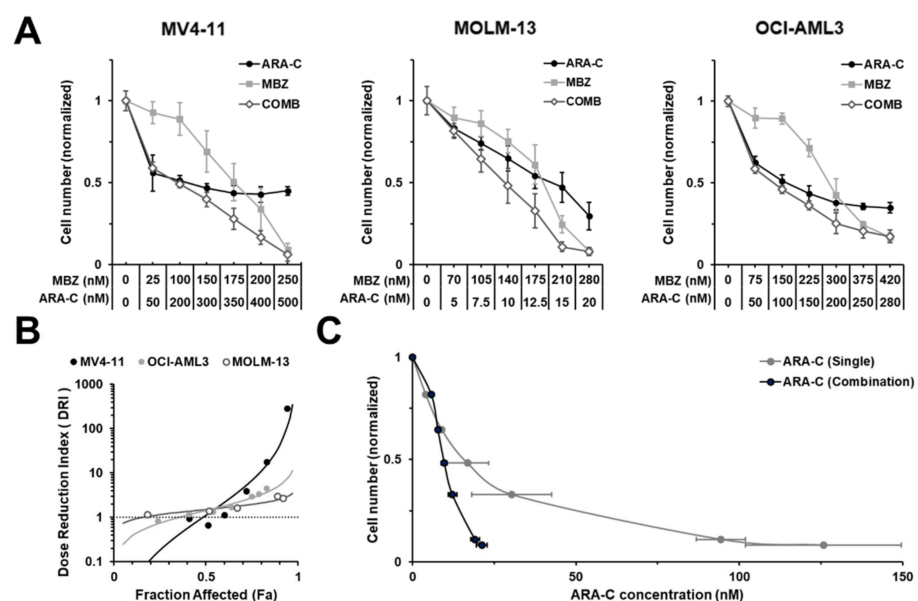 A
MV4-11
MOLM-13
OCI-AML3
Cell number (normalized)
1
0.5
0
ARA-C
MBZ
COMB
MBZ (nM) 0 25 100 150 175 200 250
ARA-C (nM) 0 50 200 300 350 400 500
Cell number (normalized)
1
0.5
0
ARA-C
MBZ
COMB
MBZ (nM) 0 70 105 140 175 210 280
ARA-C (nM) 0 5 7.5 10 12.5 15 20
Cell number (normalized)
1
0.5
0
ARA-C
MBZ
COMB
MBZ (nM) 0 75 150 225 300 375 420
ARA-C (nM) 0 50 100 150 200 250 280
B
MV4-11 OCI-AML3 MOLM-13
Dose Reduction Index ( DRI )
1000
100
10
1
0.1
0 0.5 1
Fraction Affected (Fa)
C
Cell number (normalized)
1
0.5
0
ARA-C (Single)
ARA-C (Combination)
0 50 100 150
ARA-C concentration (nM)